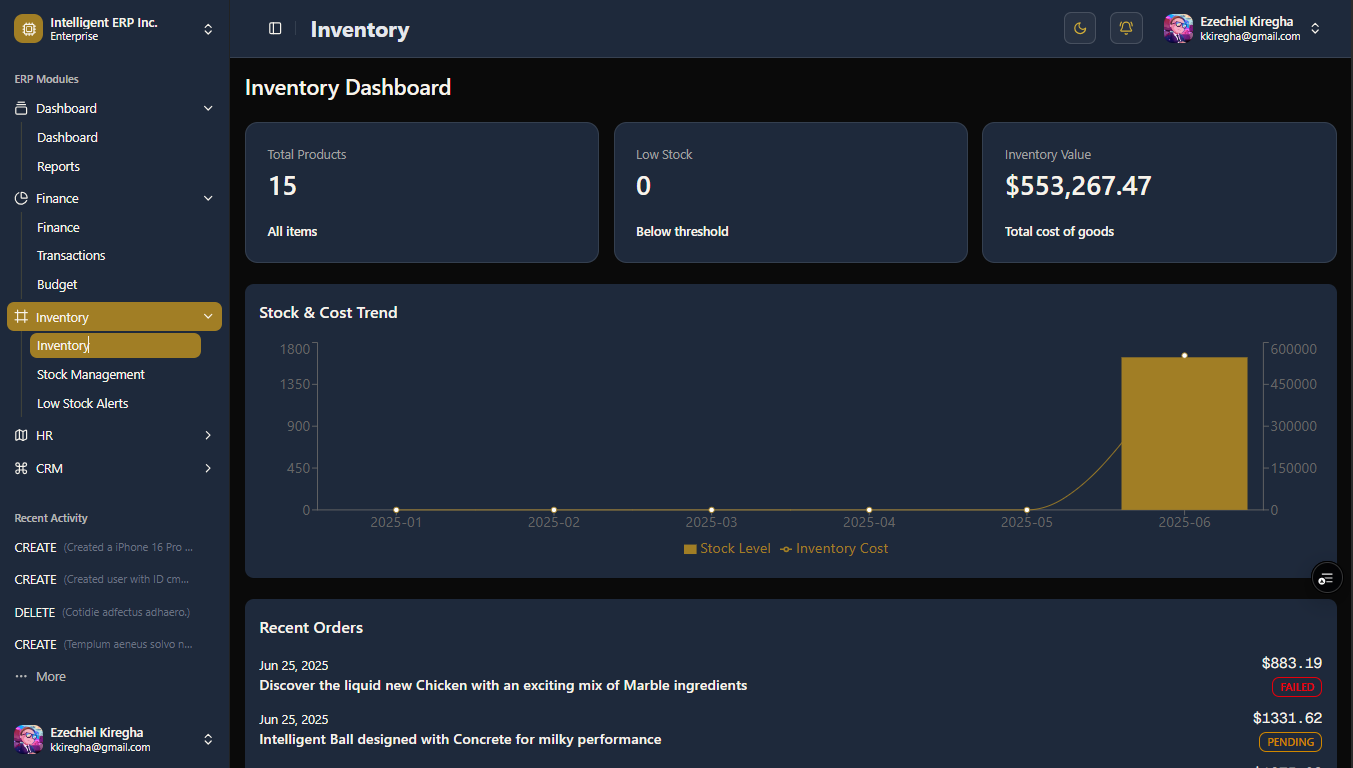 Intelligent ERP Inc.
Enterprise
ERP Modules
Dashboard
Dashboard
Reports
Finance
Finance
Transactions
Budget
Inventory
Inventory
Stock Management
Low Stock Alerts
HR
CRM
Recent Activity
CREATE (Created a iPhone 16 Pro ...
CREATE (Created user with ID cm...
DELETE (Cotidie adfectus adhaero.)
CREATE (Templum aeneus solvo n...
More
Ezechiel Kiregha
kkiregha@gmail.com
Inventory
Ezechiel Kiregha
kkiregha@gmail.com
Inventory Dashboard
Total Products
15
All items
Low Stock
0
Below threshold
Inventory Value
$553,267.47
Total cost of goods
Stock & Cost Trend
1800
1350
900
450
0
600000
450000
300000
150000
0
2025-01 2025-02 2025-03 2025-04 2025-05 2025-06
Stock Level Inventory Cost
Recent Orders
Jun 25, 2025
Discover the liquid new Chicken with an exciting mix of Marble ingredients
$883.19
FAILED
Jun 25, 2025
Intelligent Ball designed with Concrete for milky performance
$1331.62
PENDING